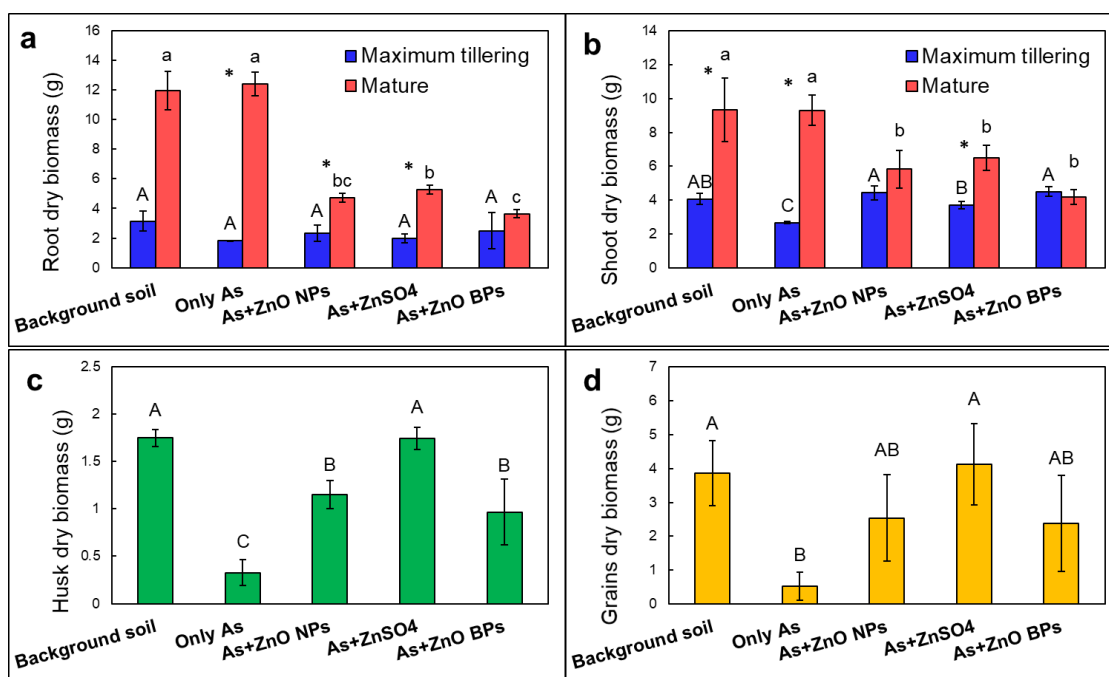 a
Root dry biomass (g)
16
14
12
10
8
6
4
2
0
Maximum tillering
Mature
A
a
*
A
a
*
A
bc
*
A
b
A
c
Background soil
Only As
As+ZnO NPs
As+ZnSO4
As+ZnO BPs
b
Shoot dry biomass (g)
14
12
10
8
6
4
2
0
Maximum tillering
Mature
*
AB
a
*
C
a
A
b
*
B
b
A
b
Background soil
Only As
As+ZnO NPs
As+ZnSO4
As+ZnO BPs
c
Husk dry biomass (g)
2.5
2
1.5
1
0.5
0
A
C
B
A
B
Background soil
Only As
As+ZnO NPs
As+ZnSO4
As+ZnO BPs
d
Grains dry biomass (g)
7
6
5
4
3
2
1
0
A
B
AB
A
AB
Background soil
Only As
As+ZnO NPs
As+ZnSO4
As+ZnO BPs